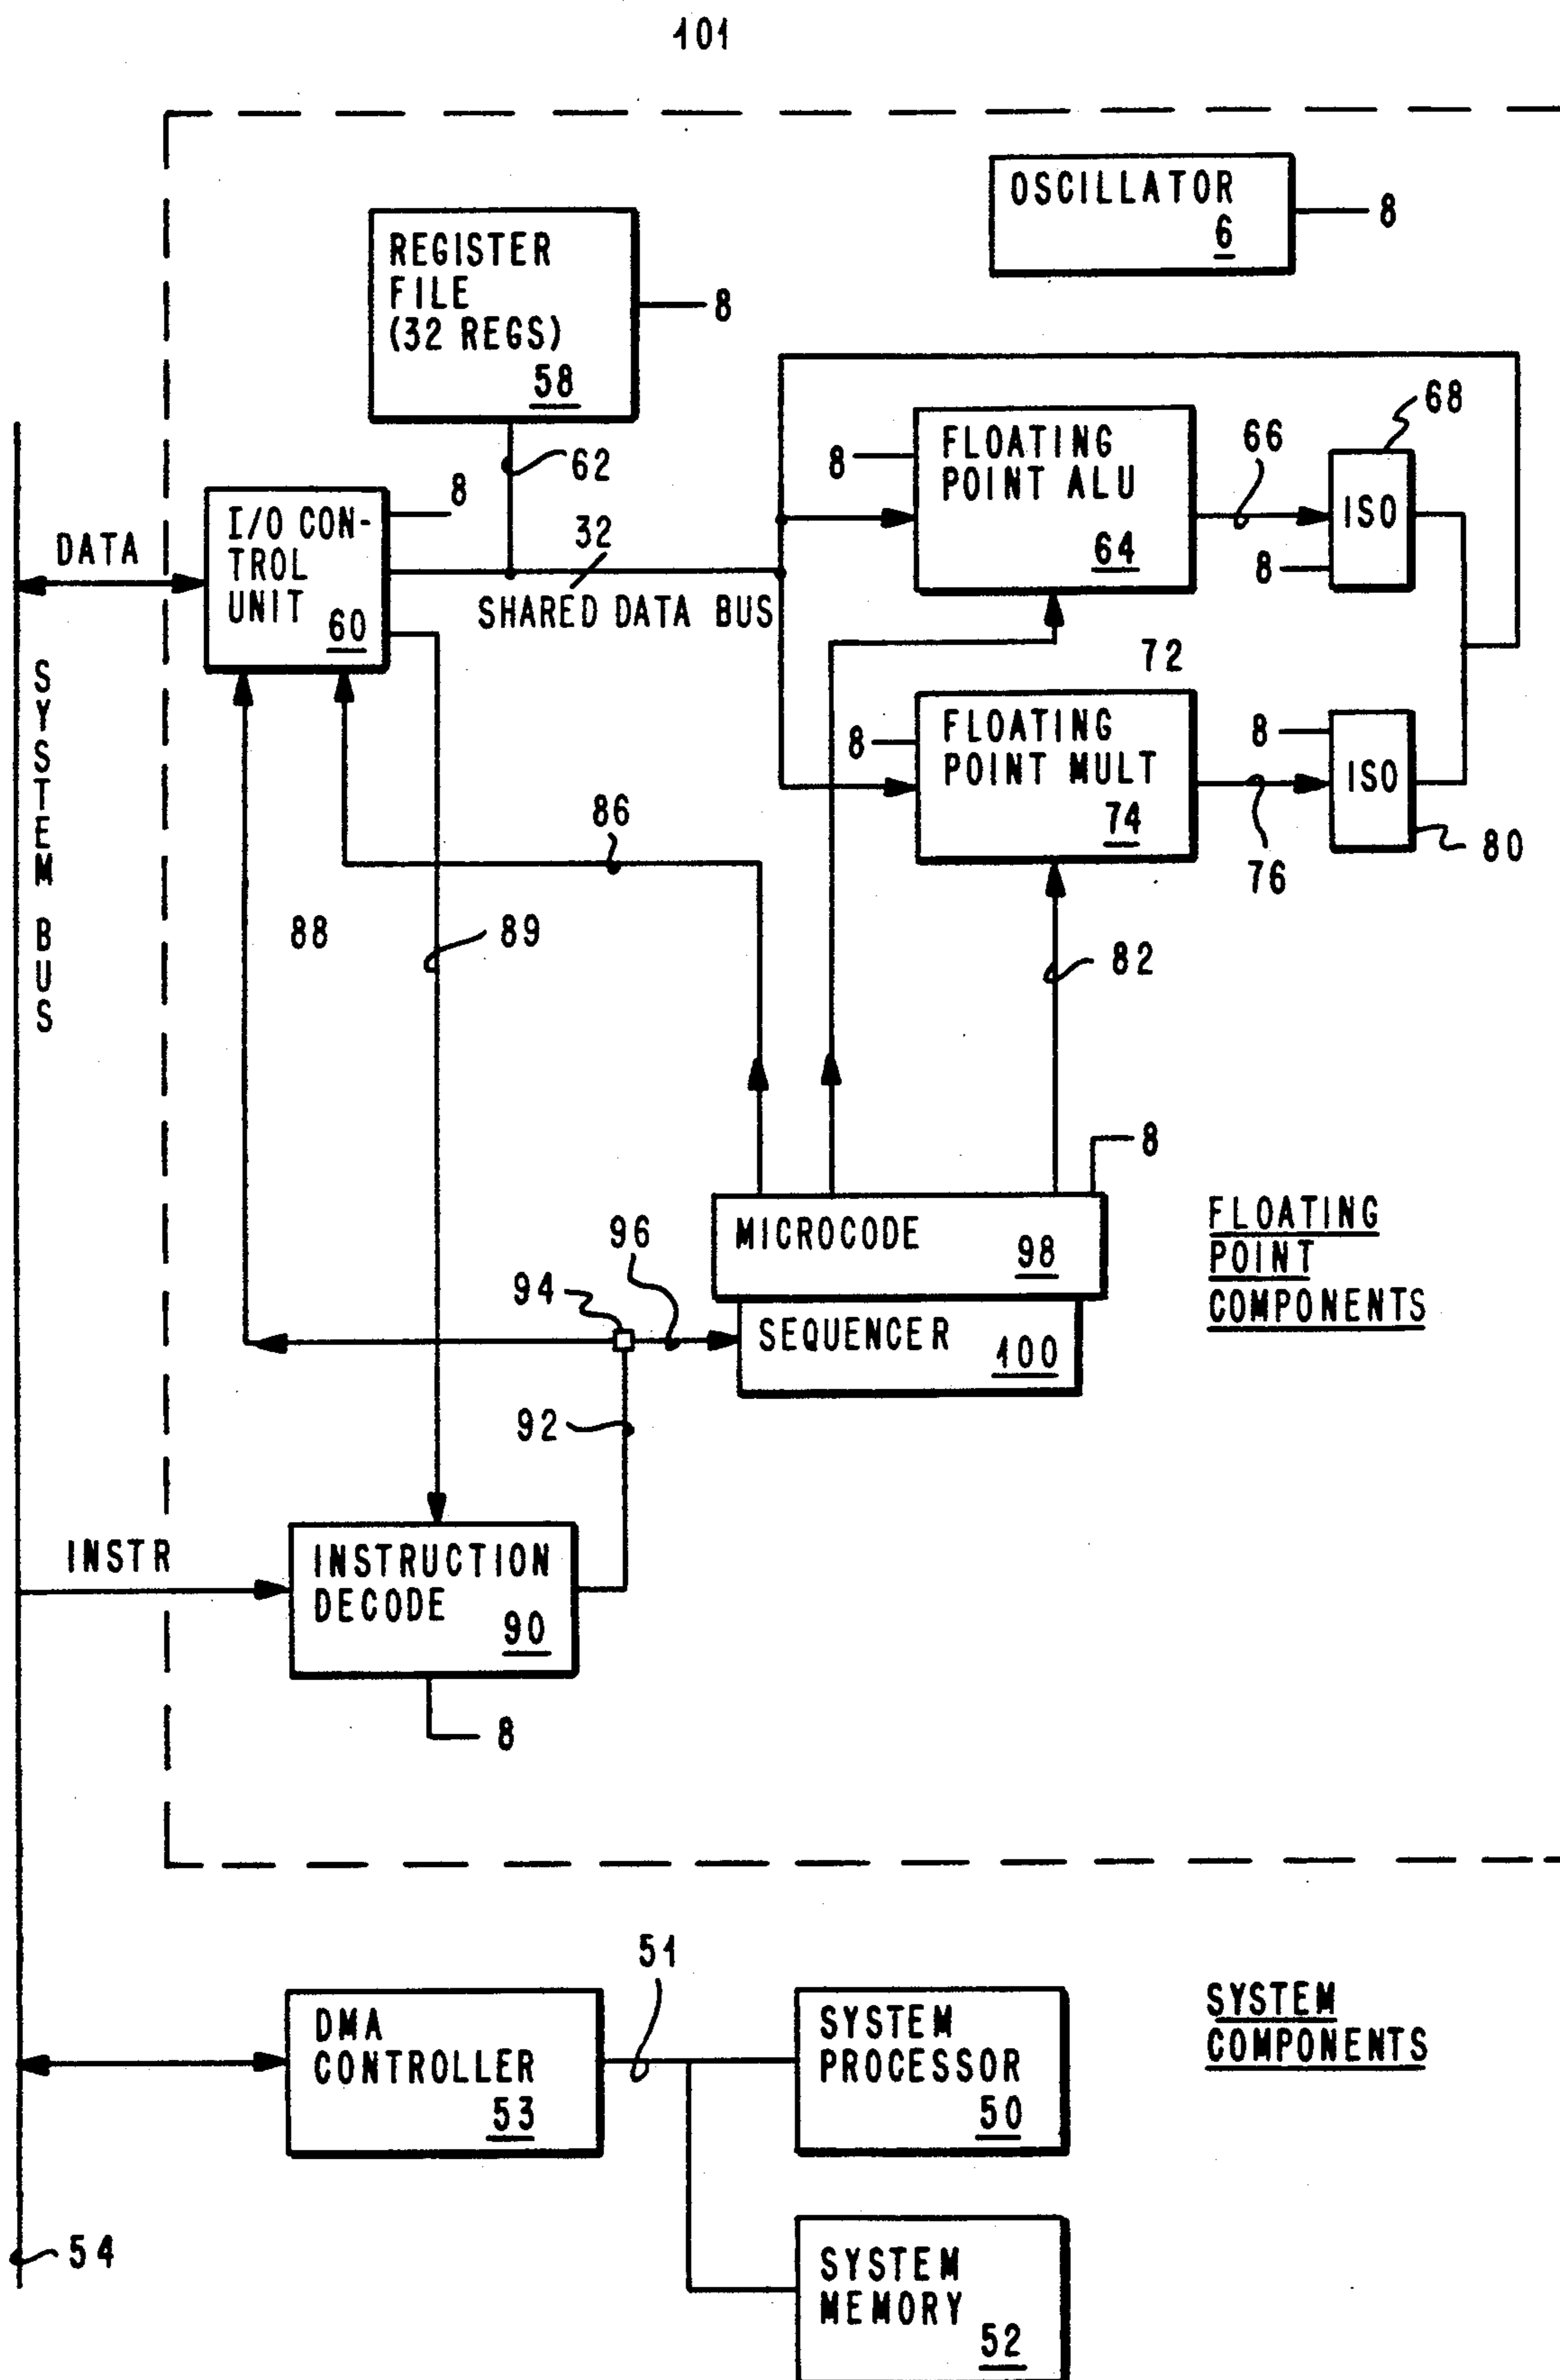 101
OSCILLATOR
6
8
REGISTER
FILE
(32 REGS)
58
8
62
I/O CON-
TROL
UNIT
60
8
DATA
32
SHARED DATA BUS
8
FLOATING
POINT ALU
64
66
68
ISO
8
72
8
FLOATING
POINT MULT
74
76
8
ISO
80
SYSTEM BUS
86
88
89
82
8
MICROCODE
98
SEQUENCER
100
96
94
92
FLOATING
POINT
COMPONENTS
INSTR
INSTRUCTION
DECODE
90
8
51
DMA
CONTROLLER
53
SYSTEM
PROCESSOR
50
SYSTEM
COMPONENTS
54
SYSTEM
MEMORY
52